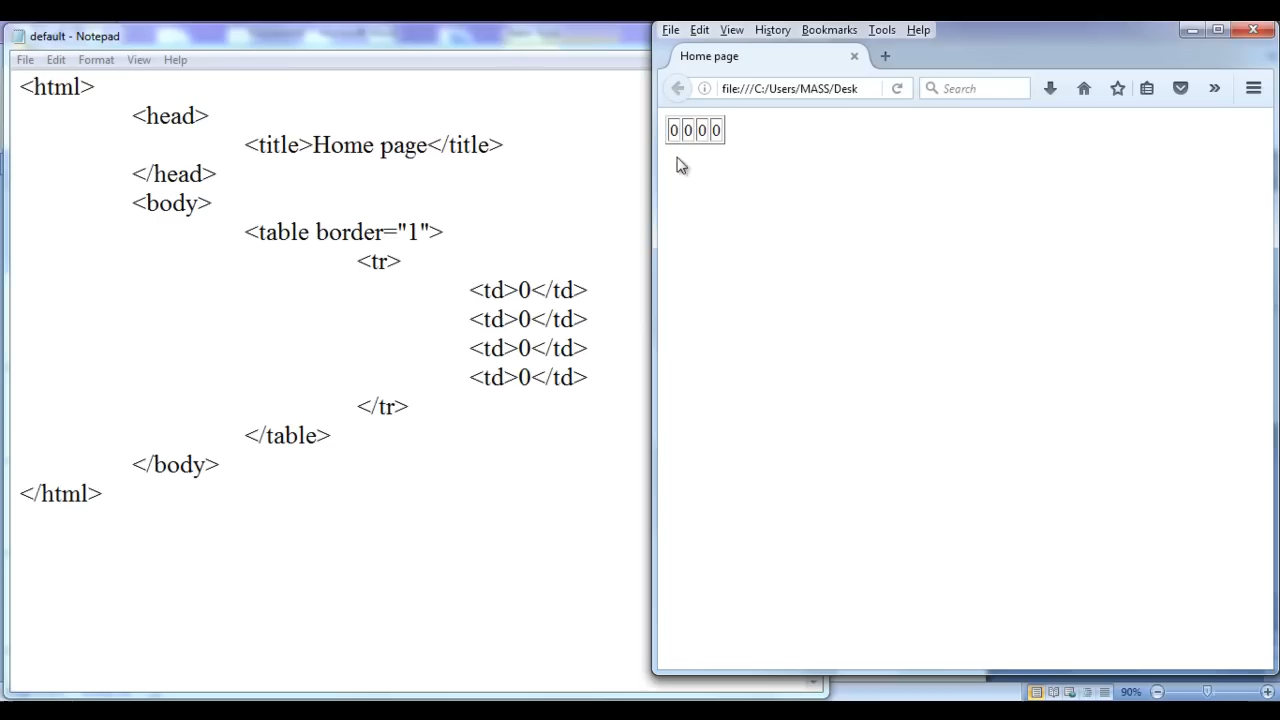 default - Notepad
File Edit Format View Help
<html>
<head>
<title>Home page</title>
</head>
<body>
<table border="1">
<tr>
<td>0</td>
<td>0</td>
<td>0</td>
<td>0</td>
</tr>
</table>
</body>
</html>
File Edit View History Bookmarks Tools Help
Home page
file:///C:/Users/MASS/Desk
Search
0 0 0 0
90%